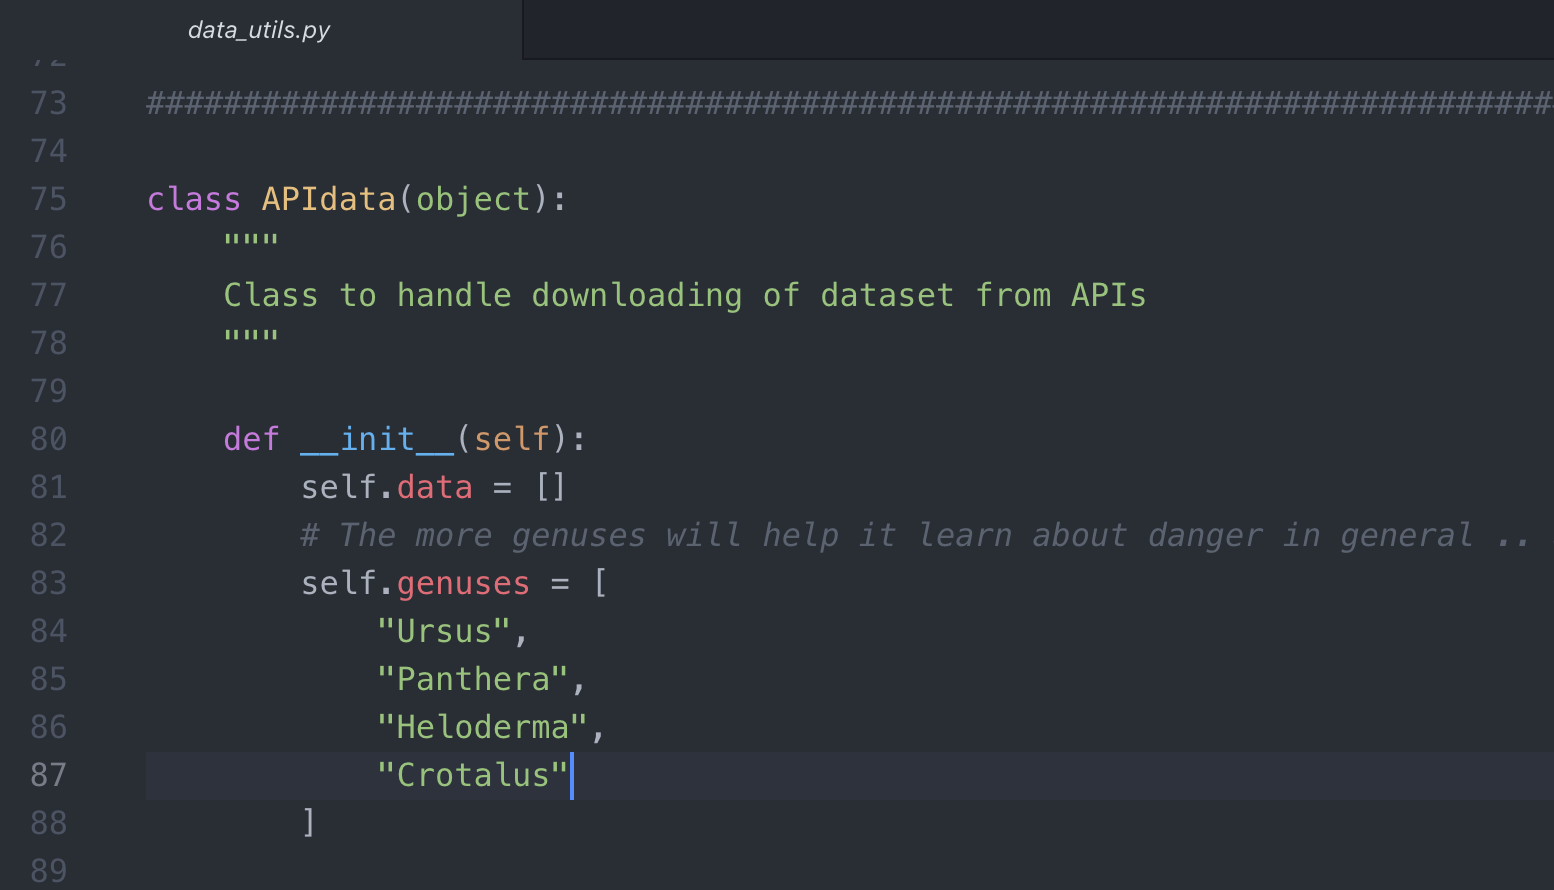 data_utils.py
73 #########################################################################
74
75 class APIdata(object):
76 """
77 Class to handle downloading of dataset from APIs
78 """
79
80 def __init__(self):
81 self.data = []
82 # The more genuses will help it learn about danger in general ..
83 self.genuses = [
84 "Ursus",
85 "Panthera",
86 "Heloderma",
87 "Crotalus"
88 ]
89